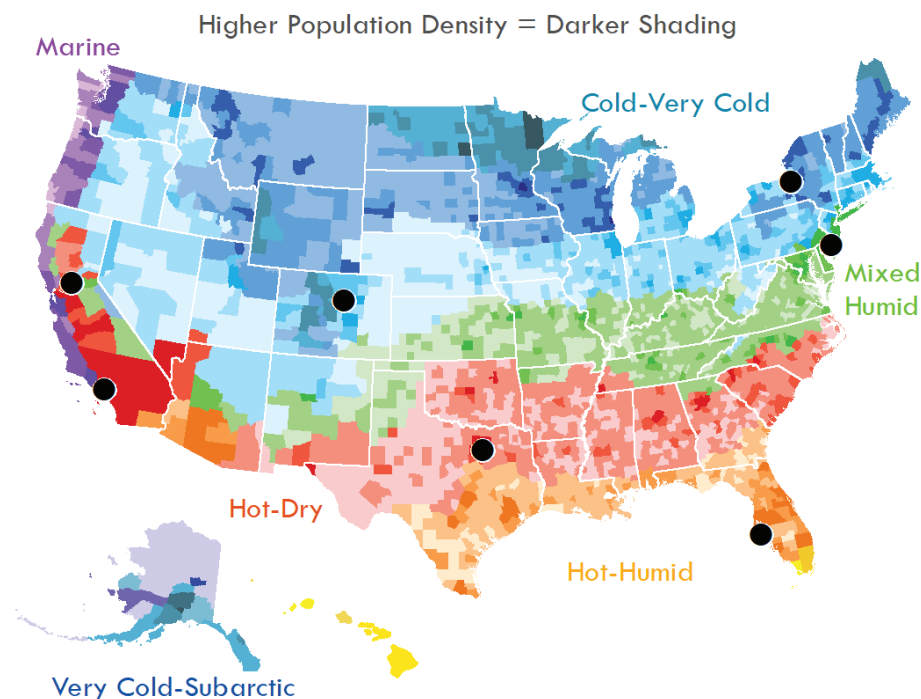 Higher Population Density = Darker Shading
Marine
Cold-Very Cold
Mixed
Humid
Hot-Dry
Hot-Humid
Very Cold-Subarctic